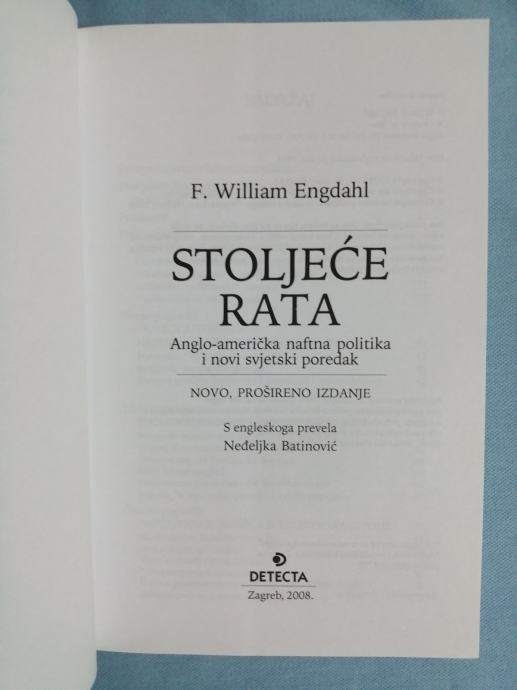 F. William Engdahl
STOLJEĆE
RATA
Anglo-američka naftna politika
i novi svjetski poredak
NOVO, PROŠIRENO IZDANJE
S engleskoga prevela
Neđeljka Batinović
DETECTA
Zagreb, 2008.